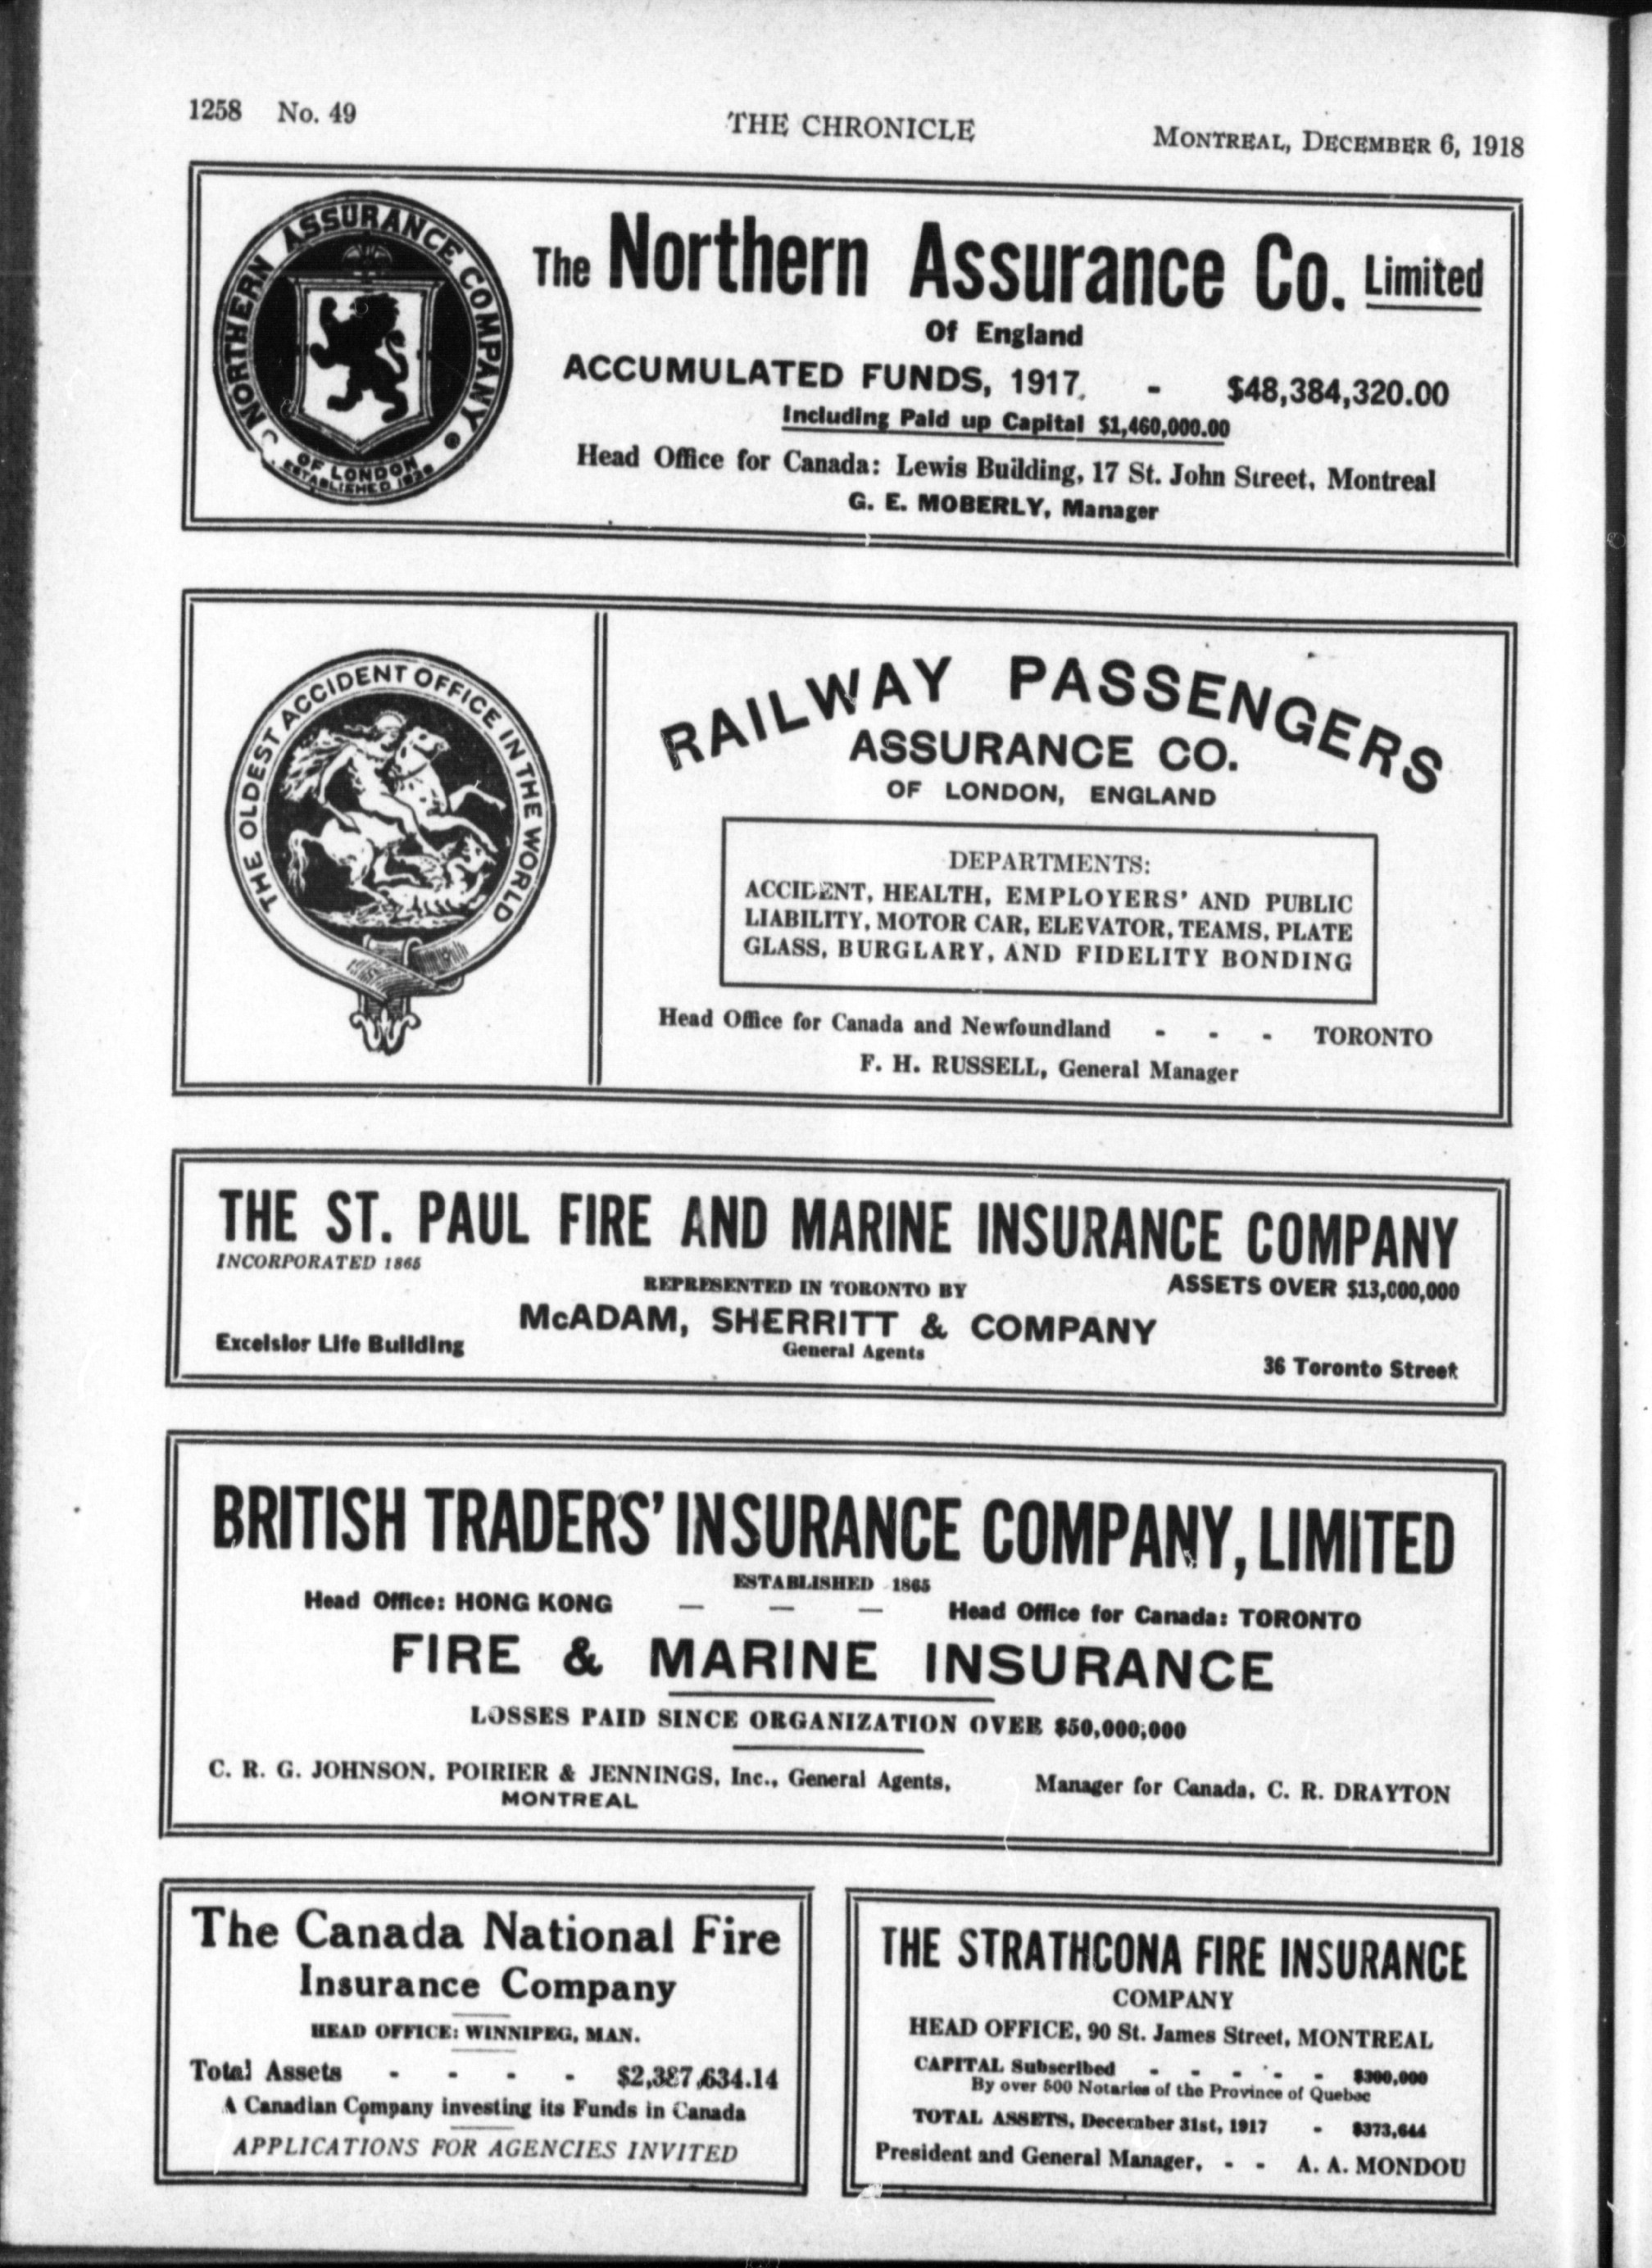 1258 No. 49
THE CHRONICLE
MONTREAL, DECEMBER 6, 1918
NORTHERN ASSURANCE COMPANY
OF LONDON
ESTABLISHED
The Northern Assurance Co. Limited
Of England
ACCUMULATED FUNDS, 1917, - $48,384,320.00
Including Paid up Capital $1,460,000.00
Head Office for Canada: Lewis Building, 17 St. John Street, Montreal
G. E. MOBERLY, Manager
THE OLDEST ACCIDENT OFFICE IN THE WORLD
RAILWAY PASSENGERS
ASSURANCE CO.
OF LONDON, ENGLAND
DEPARTMENTS:
ACCIDENT, HEALTH, EMPLOYERS' AND PUBLIC
LIABILITY, MOTOR CAR, ELEVATOR, TEAMS, PLATE
GLASS, BURGLARY, AND FIDELITY BONDING
Head Office for Canada and Newfoundland - - - TORONTO
F. H. RUSSELL, General Manager
THE ST. PAUL FIRE AND MARINE INSURANCE COMPANY
INCORPORATED 1865
REPRESENTED IN TORONTO BY
ASSETS OVER $13,000,000
McADAM, SHERRITT & COMPANY
Excelsior Life Building
General Agents
36 Toronto Street
BRITISH TRADERS' INSURANCE COMPANY, LIMITED
ESTABLISHED 1865
Head Office: HONG KONG — — — Head Office for Canada: TORONTO
FIRE & MARINE INSURANCE
LOSSES PAID SINCE ORGANIZATION OVER $50,000,000
C. R. G. JOHNSON, POIRIER & JENNINGS, Inc., General Agents, Manager for Canada, C. R. DRAYTON
MONTREAL
The Canada National Fire
Insurance Company
HEAD OFFICE: WINNIPEG, MAN.
Total Assets - - - - $2,387,634.14
A Canadian Company investing its Funds in Canada
APPLICATIONS FOR AGENCIES INVITED
THE STRATHCONA FIRE INSURANCE
COMPANY
HEAD OFFICE, 90 St. James Street, MONTREAL
CAPITAL Subscribed - - - - - $300,000
By over 500 Notaries of the Province of Quebec
TOTAL ASSETS, December 31st, 1917 - $373,644
President and General Manager, - - A. A. MONDOU